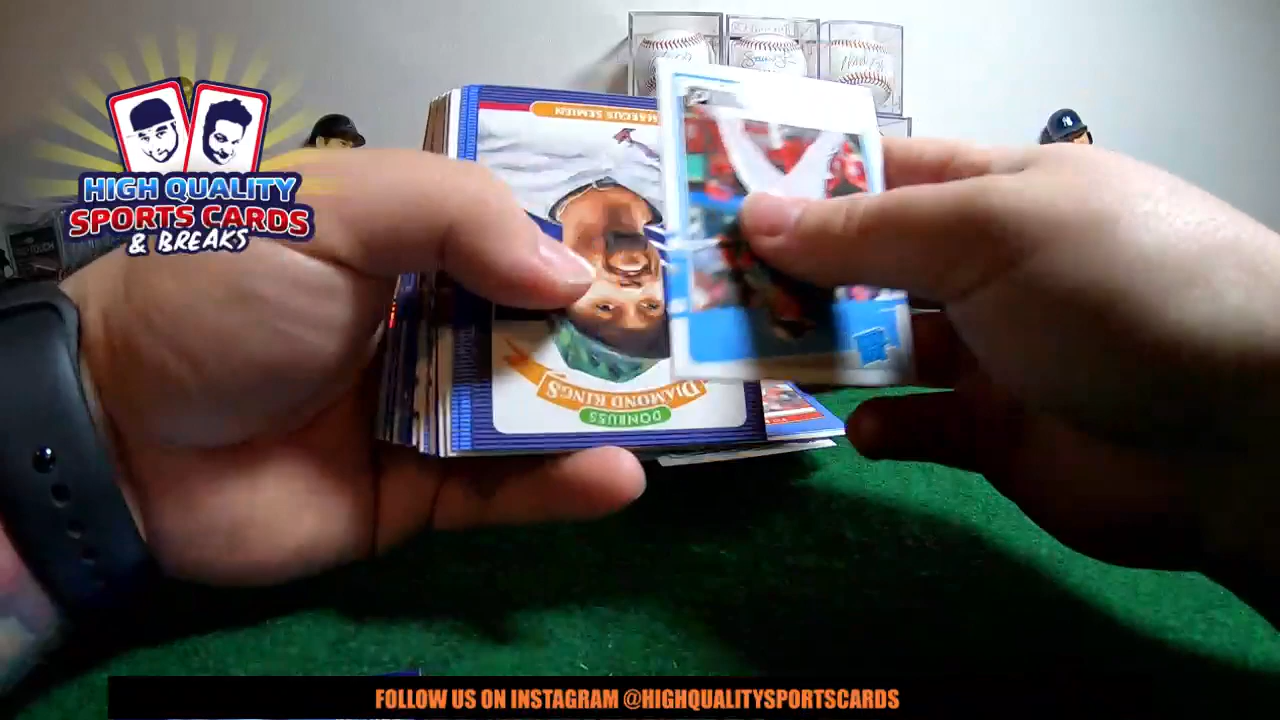 HIGH QUALITY
SPORTS CARDS
& BREAKS
MARCUS SEMIEN
DIAMOND KINGS
DONRUSS
FOLLOW US ON INSTAGRAM @HIGHQUALITYSPORTSCARDS